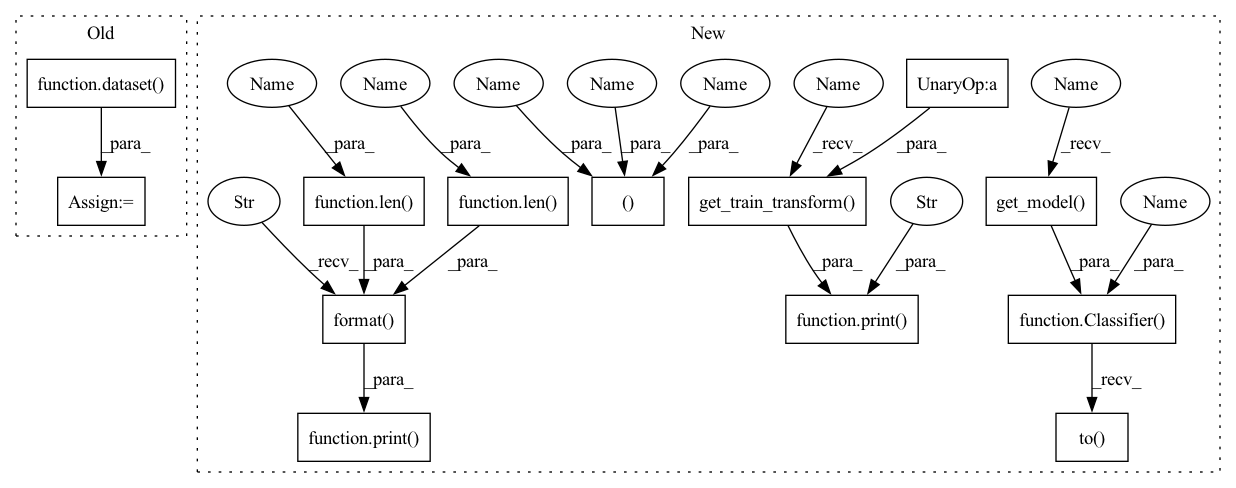 Old
New
function.dataset()
Name
Name
Name
Name
Name
Name
UnaryOp:a
Name
_para_
_para_
_para_
_para_
_para_
_para_
_recv_
_para_
_recv_
Assign:=
Str
function.len()
function.len()
()
get_train_transform()
Str
get_model()
Name
_recv_
_para_
_para_
_para_
_para_
_para_
_para_
format()
function.print()
function.Classifier()
_para_
_recv_
function.print()
to()